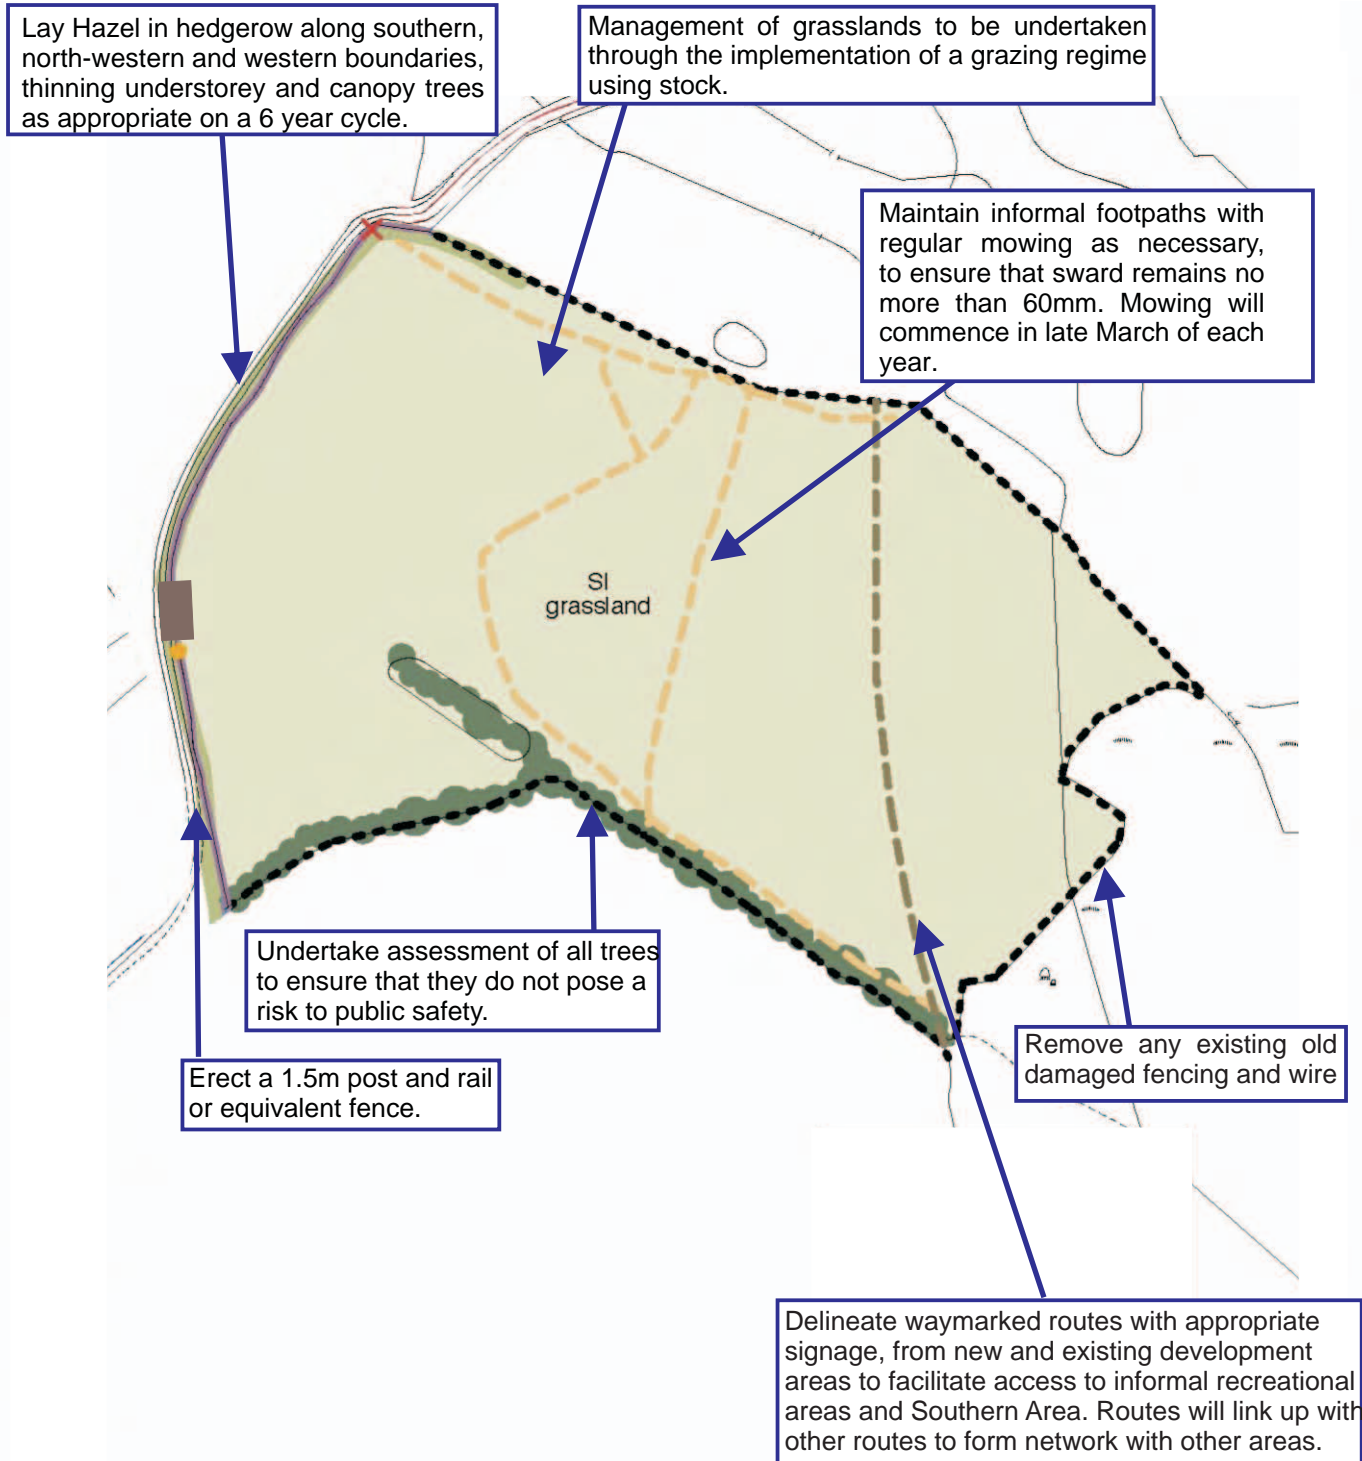 Lay Hazel in hedgerow along southern,
north-western and western boundaries,
thinning understorey and canopy trees
as appropriate on a 6 year cycle.
Management of grasslands to be undertaken
through the implementation of a grazing regime
using stock.
Maintain informal footpaths with
regular mowing as necessary,
to ensure that sward remains no
more than 60mm. Mowing will
commence in late March of each
year.
SI
grassland
Undertake assessment of all trees
to ensure that they do not pose a
risk to public safety.
Erect a 1.5m post and rail
or equivalent fence.
Remove any existing old
damaged fencing and wire
Delineate waymarked routes with appropriate
signage, from new and existing development
areas to facilitate access to informal recreational
areas and Southern Area. Routes will link up with
other routes to form network with other areas.